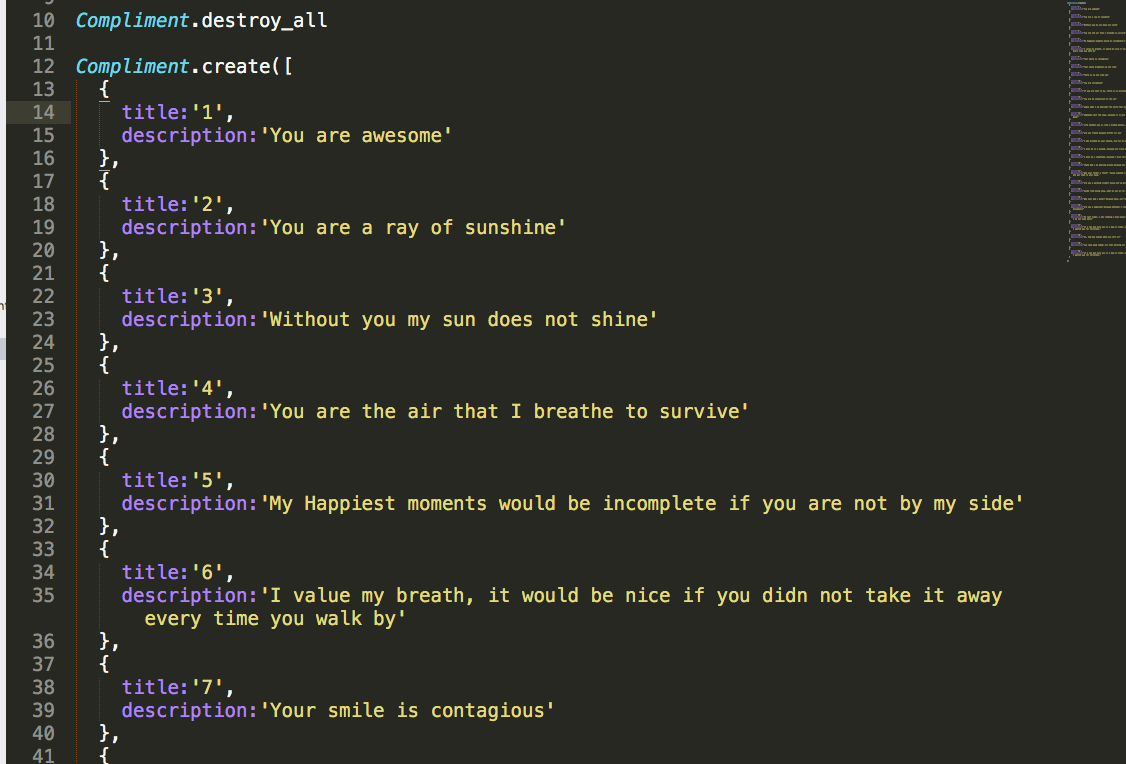 10 Compliment.destroy_all
11
12 Compliment.create([
13 {
14 title:'1',
15 description:'You are awesome'
16 },
17 {
18 title:'2',
19 description:'You are a ray of sunshine'
20 },
21 {
22 title:'3',
23 description:'Without you my sun does not shine'
24 },
25 {
26 title:'4',
27 description:'You are the air that I breathe to survive'
28 },
29 {
30 title:'5',
31 description:'My Happiest moments would be incomplete if you are not by my side'
32 },
33 {
34 title:'6',
35 description:'I value my breath, it would be nice if you didn not take it away
every time you walk by'
36 },
37 {
38 title:'7',
39 description:'Your smile is contagious'
40 },
41 {